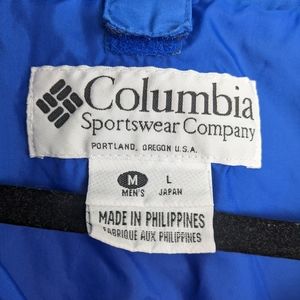 Columbia
Sportswear Company
PORTLAND, OREGON U.S.A.
M L
MEN'S JAPAN
MADE IN PHILIPPINES
FABRIQUE AUX PHILIPPINES